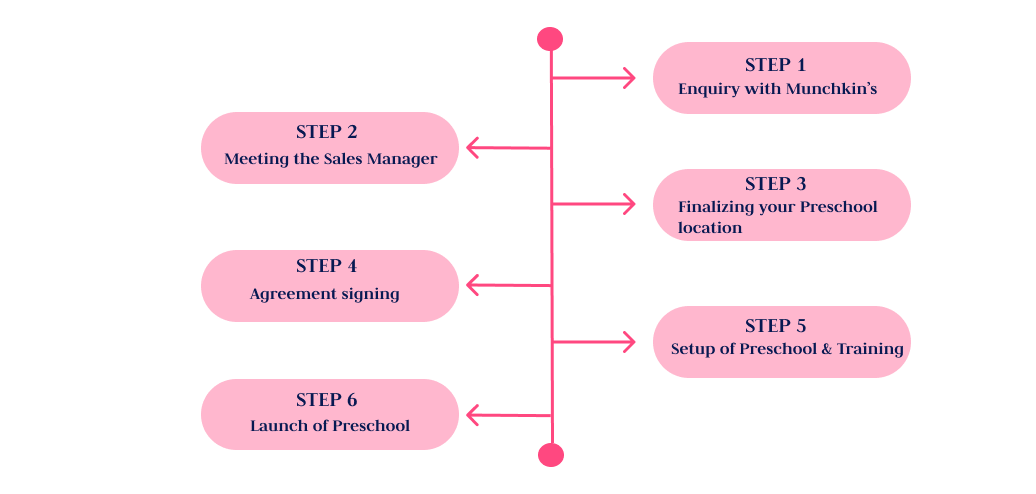 STEP 1
Enquiry with Munchkin’s
STEP 2
Meeting the Sales Manager
STEP 3
Finalizing your Preschool
location
STEP 4
Agreement signing
STEP 5
Setup of Preschool & Training
STEP 6
Launch of Preschool